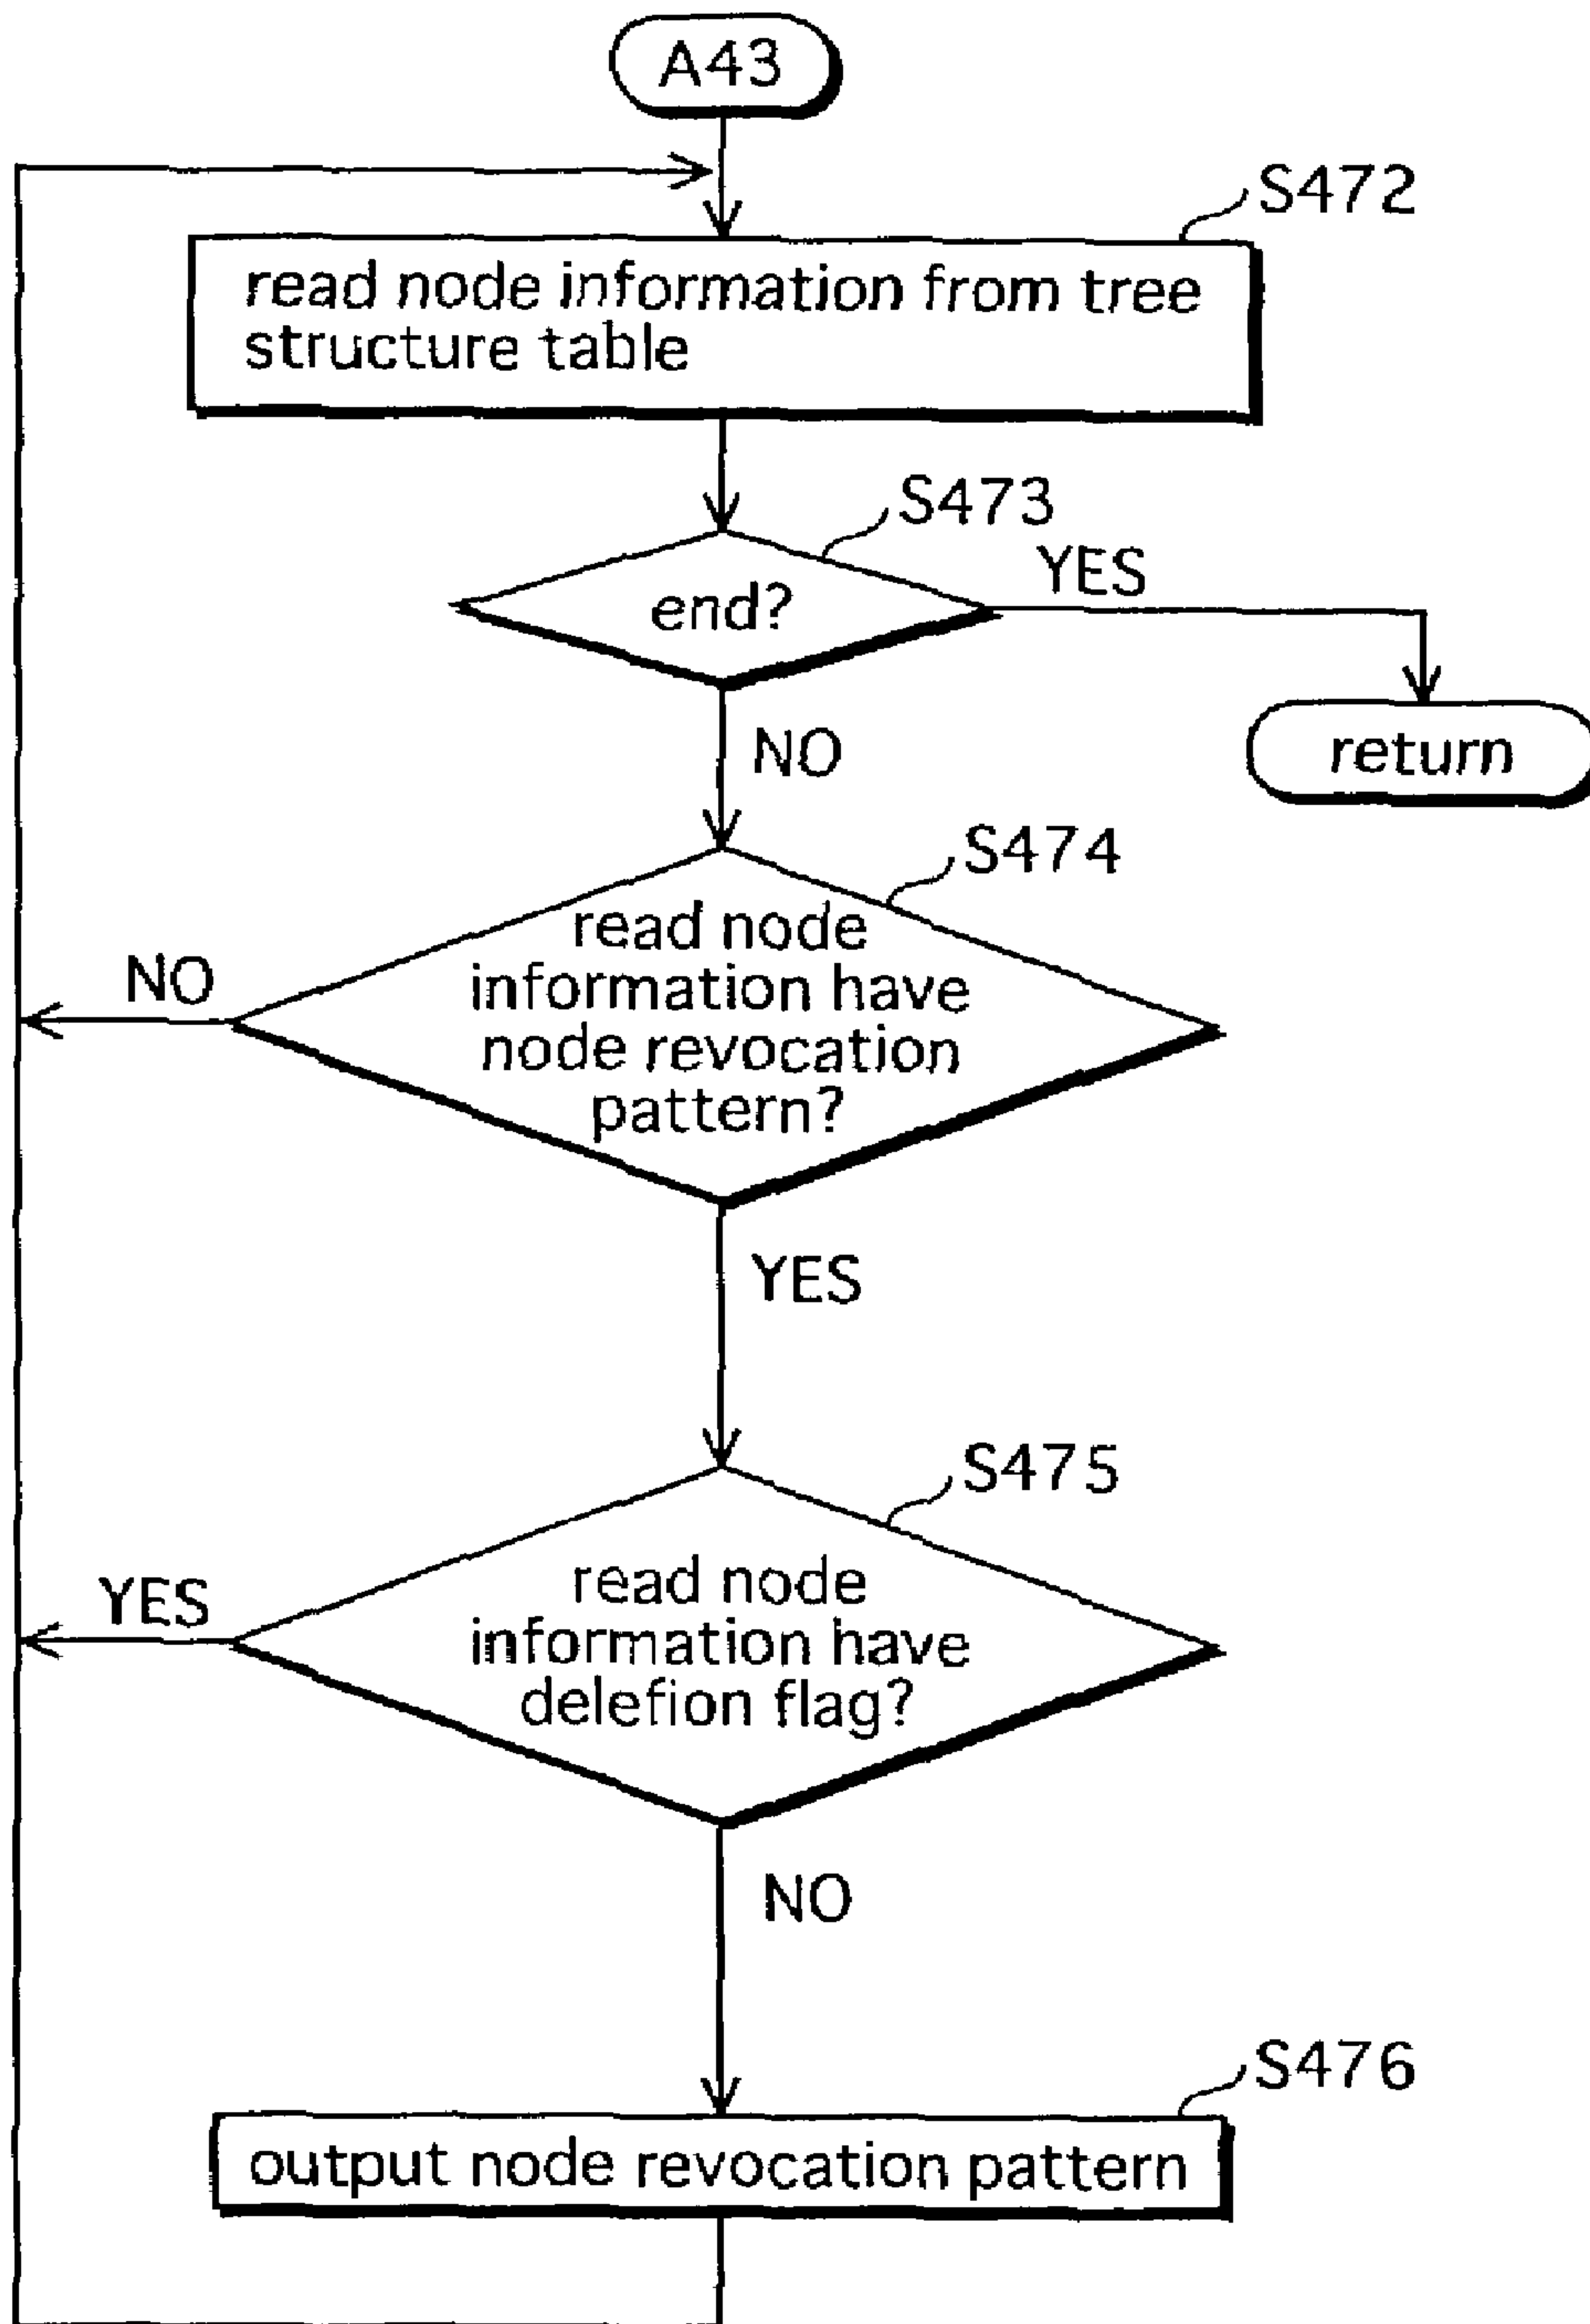 A43
S472
read node information from tree
structure table
S473
end?
YES
return
NO
S474
read node
information have
node revocation
pattern?
NO
YES
S475
read node
information have
delefion flag?
YES
NO
S476
output node revocation pattern